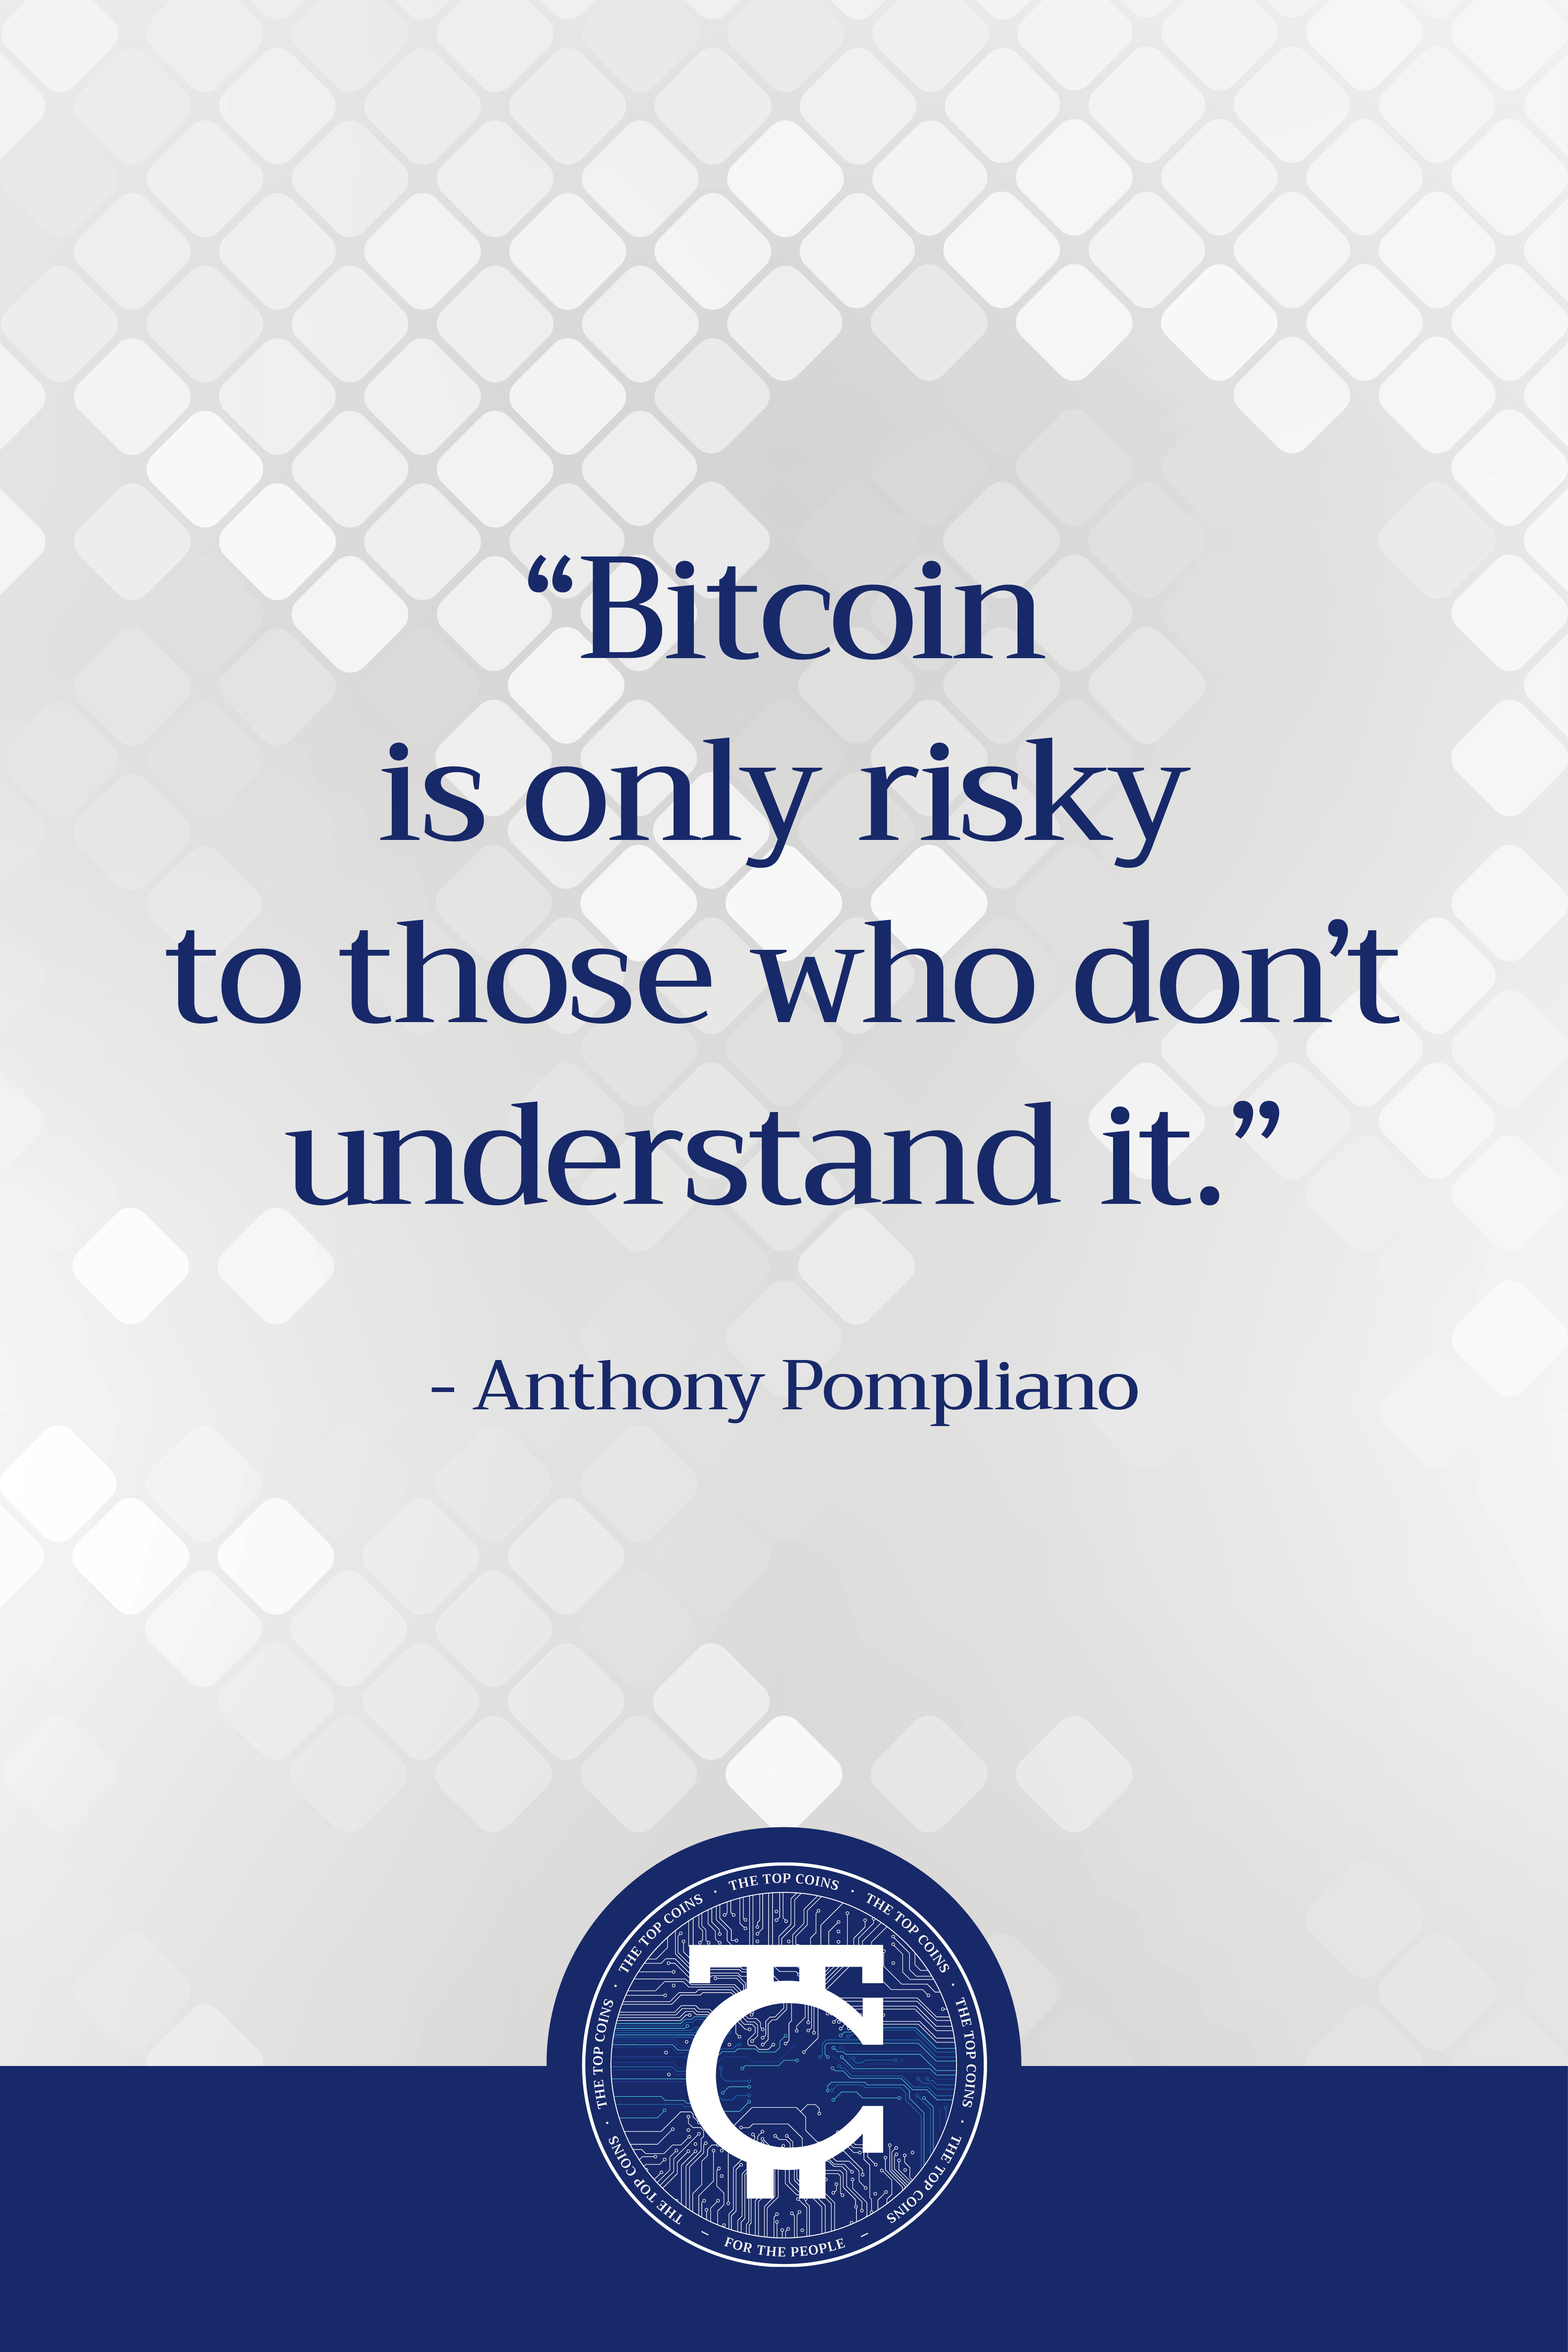 “Bitcoin
is only risky
to those who don’t
understand it.”
- Anthony Pompliano
THE TOP COINS · THE TOP COINS · THE TOP COINS · THE TOP COINS · THE TOP COINS · THE TOP COINS · THE TOP COINS
– FOR THE PEOPLE –